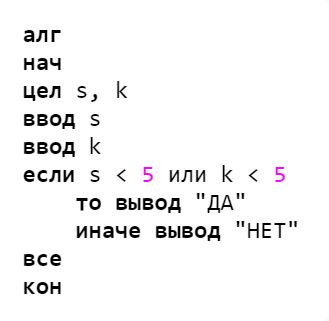 алг
нач
цел s, k
ввод s
ввод k
если s < 5 или k < 5
то вывод "ДА"
иначе вывод "НЕТ"
все
кон